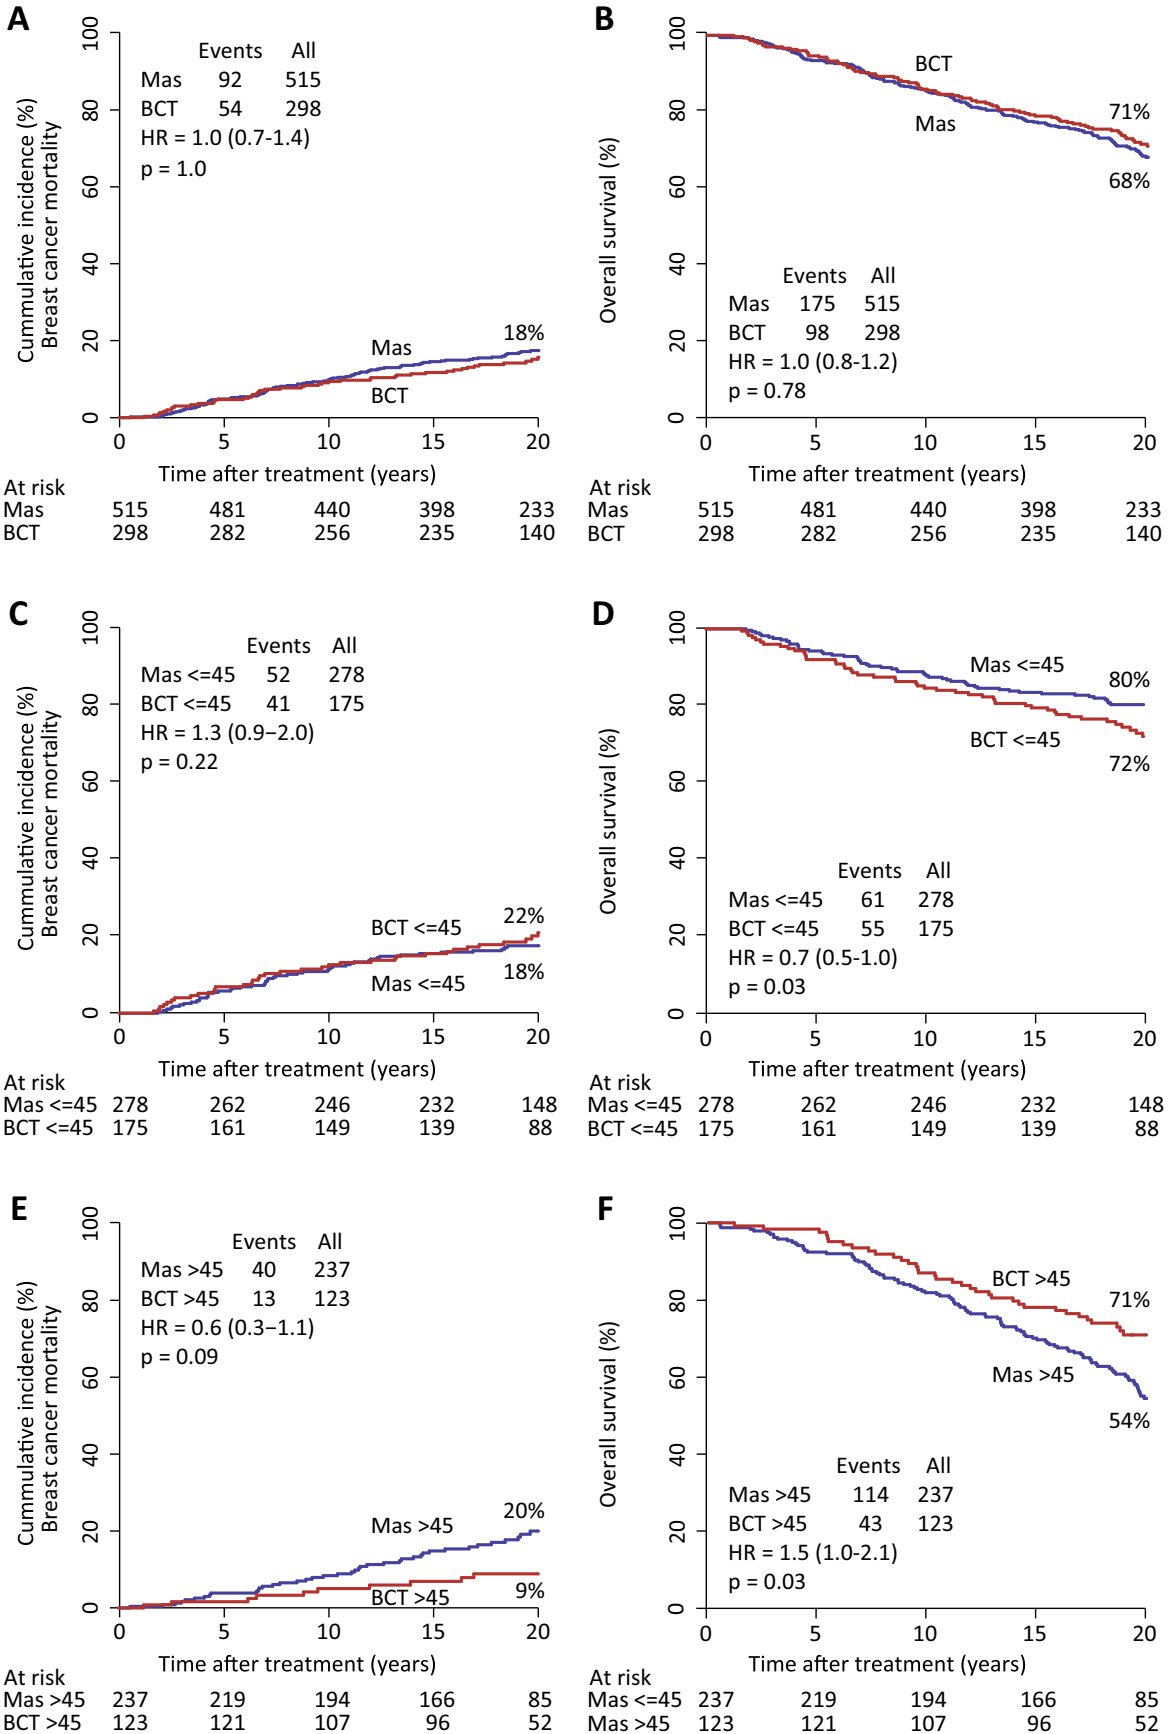 A
Cummulative incidence (%)
Breast cancer mortality
100
80
60
40
20
0
Events All
Mas 92 515
BCT 54 298
HR = 1.0 (0.7-1.4)
p = 1.0
18%
Mas
BCT
0 5 10 15 20
Time after treatment (years)
At risk
Mas 515 481 440 398 233
BCT 298 282 256 235 140
B
Overall survival (%)
100
80
60
40
20
0
BCT
Mas
71%
68%
Events All
Mas 175 515
BCT 98 298
HR = 1.0 (0.8-1.2)
p = 0.78
0 5 10 15 20
Time after treatment (years)
At risk
Mas 515 481 440 398 233
BCT 298 282 256 235 140
C
Cummulative incidence (%)
Breast cancer mortality
100
80
60
40
20
0
Events All
Mas <=45 52 278
BCT <=45 41 175
HR = 1.3 (0.9–2.0)
p = 0.22
22%
BCT <=45
18%
Mas <=45
0 5 10 15 20
Time after treatment (years)
At risk
Mas <=45 278 262 246 232 148
BCT <=45 175 161 149 139 88
D
Overall survival (%)
100
80
60
40
20
0
Mas <=45
80%
BCT <=45
72%
Events All
Mas <=45 61 278
BCT <=45 55 175
HR = 0.7 (0.5-1.0)
p = 0.03
0 5 10 15 20
Time after treatment (years)
At risk
Mas <=45 278 262 246 232 148
BCT <=45 175 161 149 139 88
E
Cummulative incidence (%)
Breast cancer mortality
100
80
60
40
20
0
Events All
Mas >45 40 237
BCT >45 13 123
HR = 0.6 (0.3–1.1)
p = 0.09
20%
Mas >45
BCT >45
9%
0 5 10 15 20
Time after treatment (years)
At risk
Mas >45 237 219 194 166 85
BCT >45 123 121 107 96 52
F
Overall survival (%)
100
80
60
40
20
0
BCT >45
71%
Mas >45
54%
Events All
Mas >45 114 237
BCT >45 43 123
HR = 1.5 (1.0-2.1)
p = 0.03
0 5 10 15 20
Time after treatment (years)
At risk
Mas <=45 237 219 194 166 85
Mas >45 123 121 107 96 52